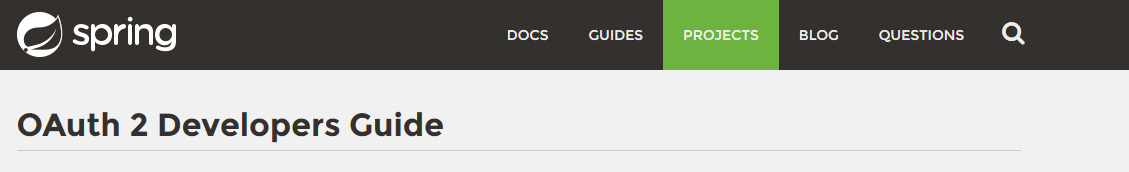 spring DOCS GUIDES PROJECTS BLOG QUESTIONS
OAuth 2 Developers Guide